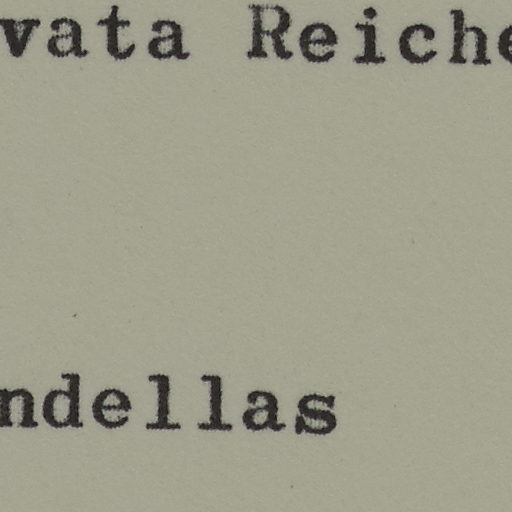 vata Reiche
ndellas